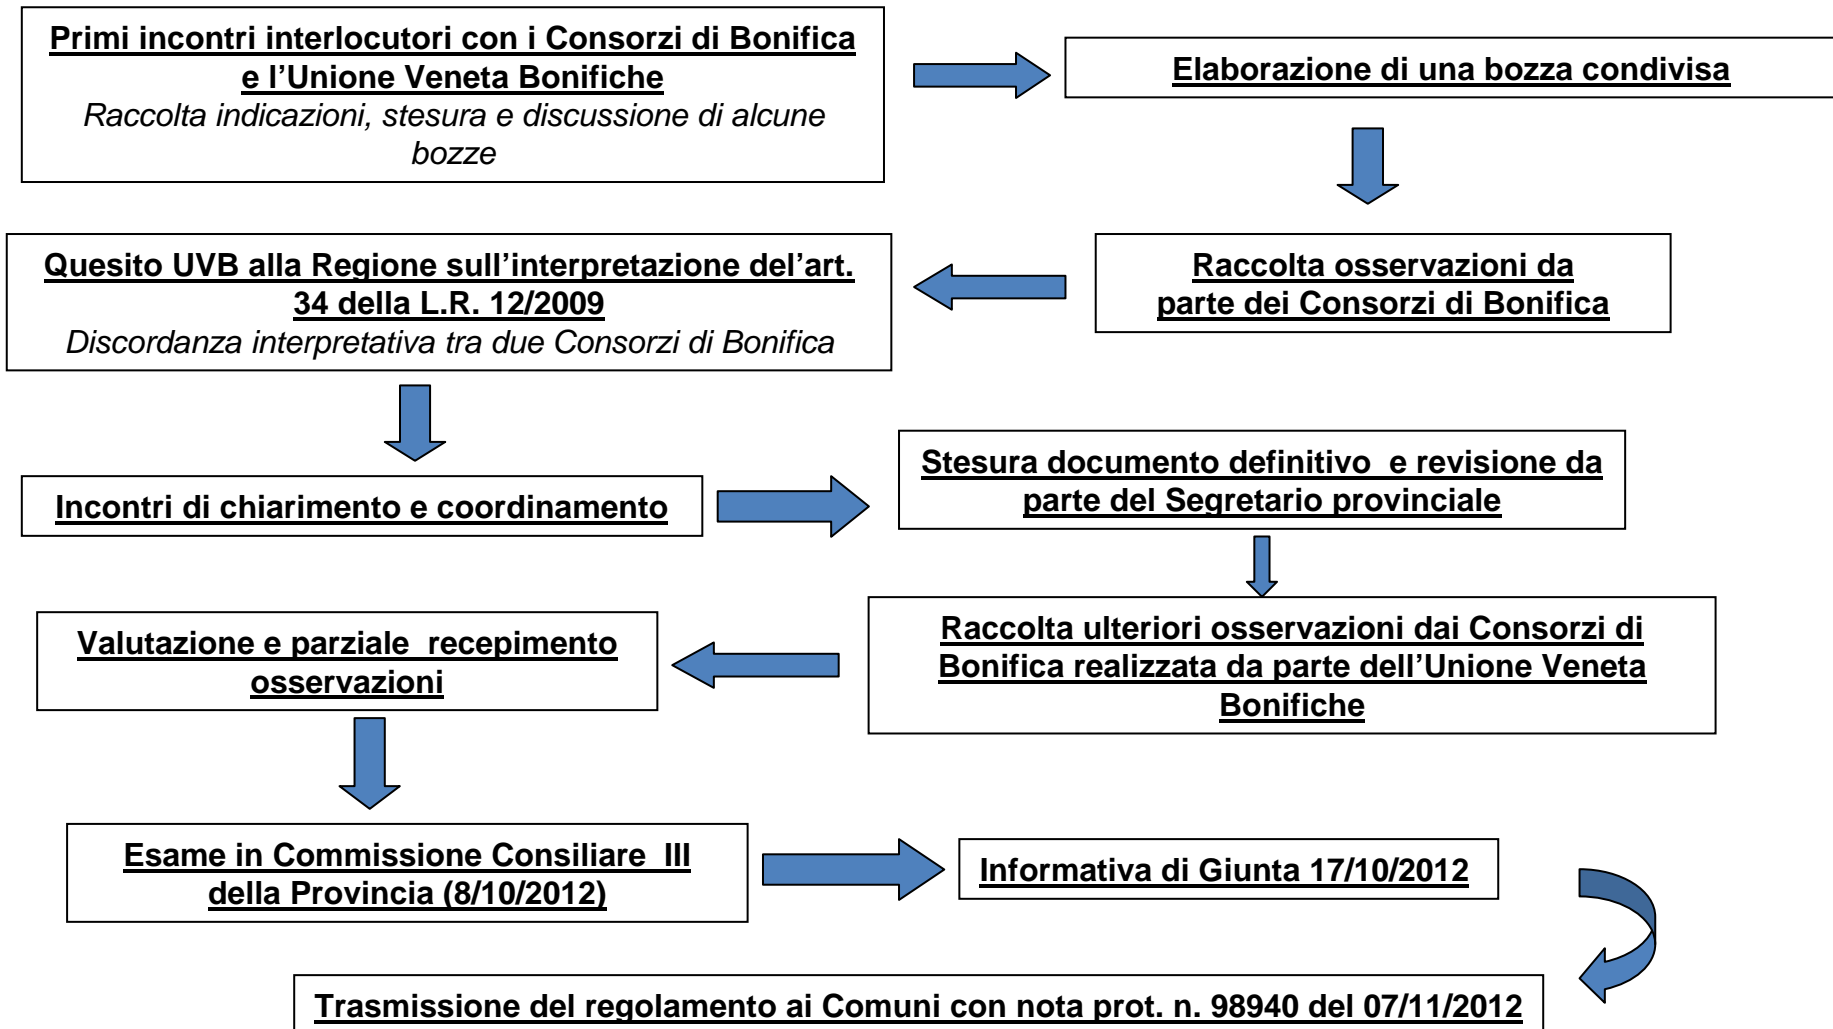 Primi incontri interlocutori con i Consorzi di Bonifica
e l’Unione Veneta Bonifiche
Raccolta indicazioni, stesura e discussione di alcune
bozze
Elaborazione di una bozza condivisa
Raccolta osservazioni da
parte dei Consorzi di Bonifica
Quesito UVB alla Regione sull’interpretazione del’art.
34 della L.R. 12/2009
Discordanza interpretativa tra due Consorzi di Bonifica
Incontri di chiarimento e coordinamento
Stesura documento definitivo e revisione da
parte del Segretario provinciale
Raccolta ulteriori osservazioni dai Consorzi di
Bonifica realizzata da parte dell’Unione Veneta
Bonifiche
Valutazione e parziale recepimento
osservazioni
Esame in Commissione Consiliare III
della Provincia (8/10/2012)
Informativa di Giunta 17/10/2012
Trasmissione del regolamento ai Comuni con nota prot. n. 98940 del 07/11/2012